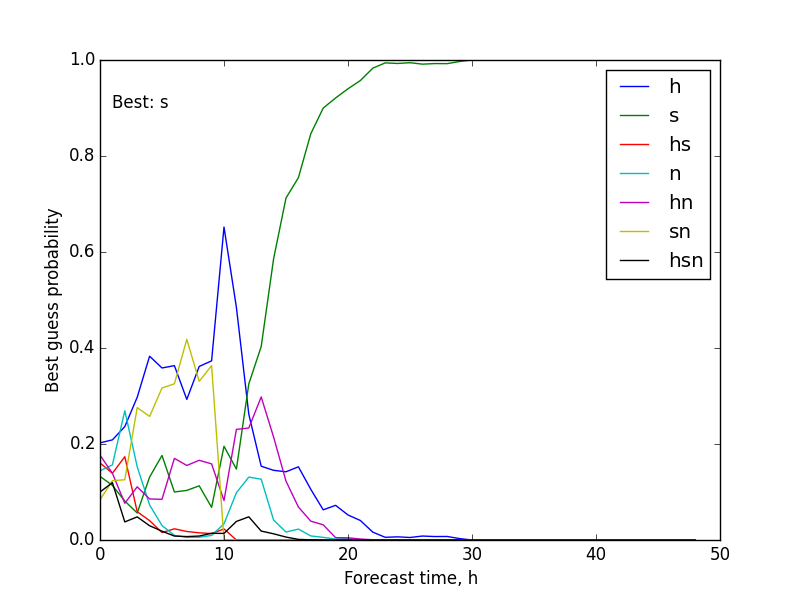 1.0
Best: s
h
s
hs
n
hn
sn
hsn
0.8
0.6
0.4
0.2
0.0
Best guess probability
0 10 20 30 40 50
Forecast time, h